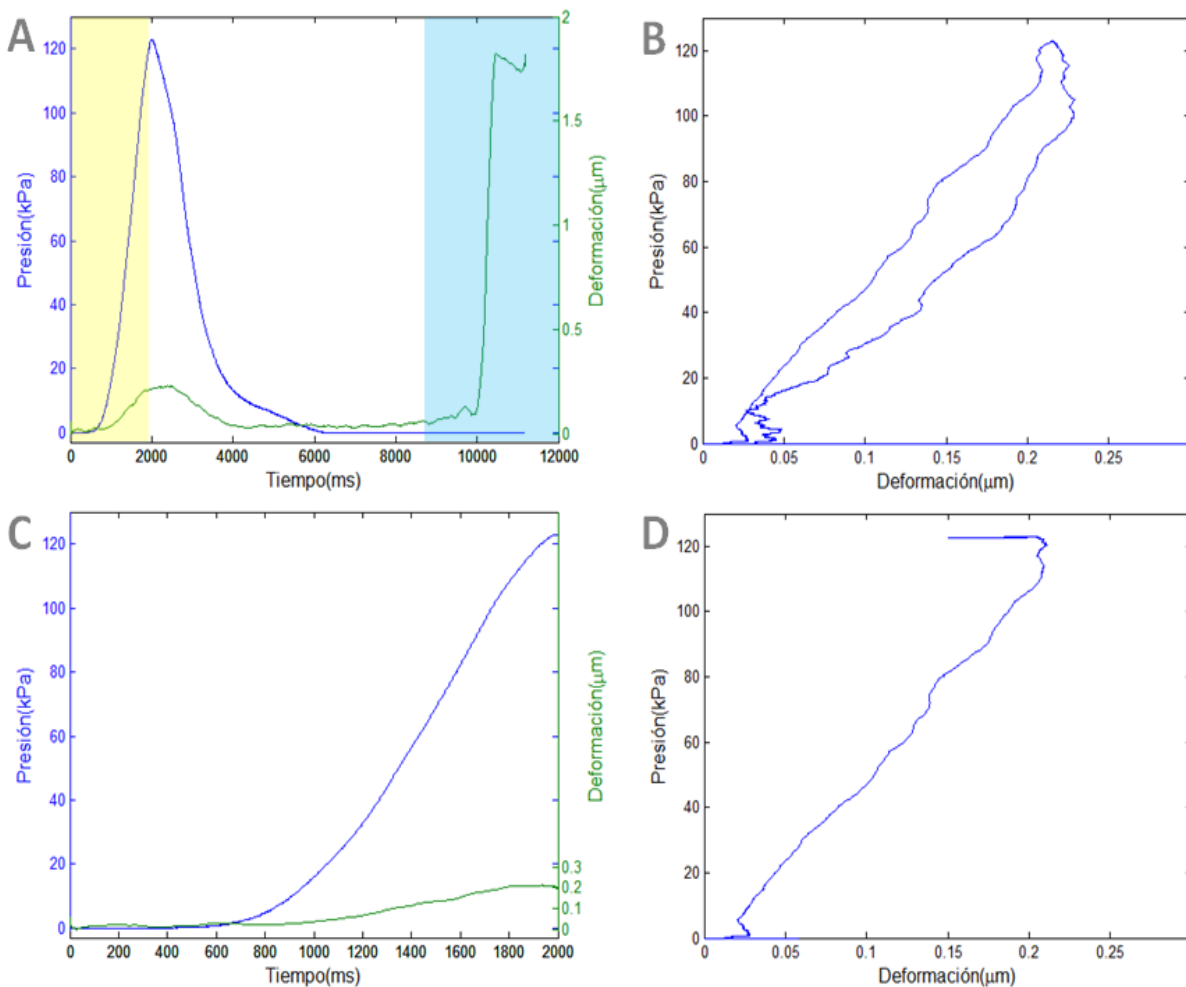 A
120
100
80
60
40
20
0
Presión(kPa)
2
1.5
1
0.5
0
Deformación(μm)
0 2000 4000 6000 8000 10000 12000
Tiempo(ms)
B
120
100
80
60
40
20
0
Presión(kPa)
0 0.05 0.1 0.15 0.2 0.25
Deformación(μm)
C
120
100
80
60
40
20
0
Presión(kPa)
0.3
0.2
0.1
0
Deformación(μm)
0 200 400 600 800 1000 1200 1400 1600 1800 2000
Tiempo(ms)
D
120
100
80
60
40
20
0
Presión(kPa)
0 0.05 0.1 0.15 0.2 0.25
Deformación(μm)